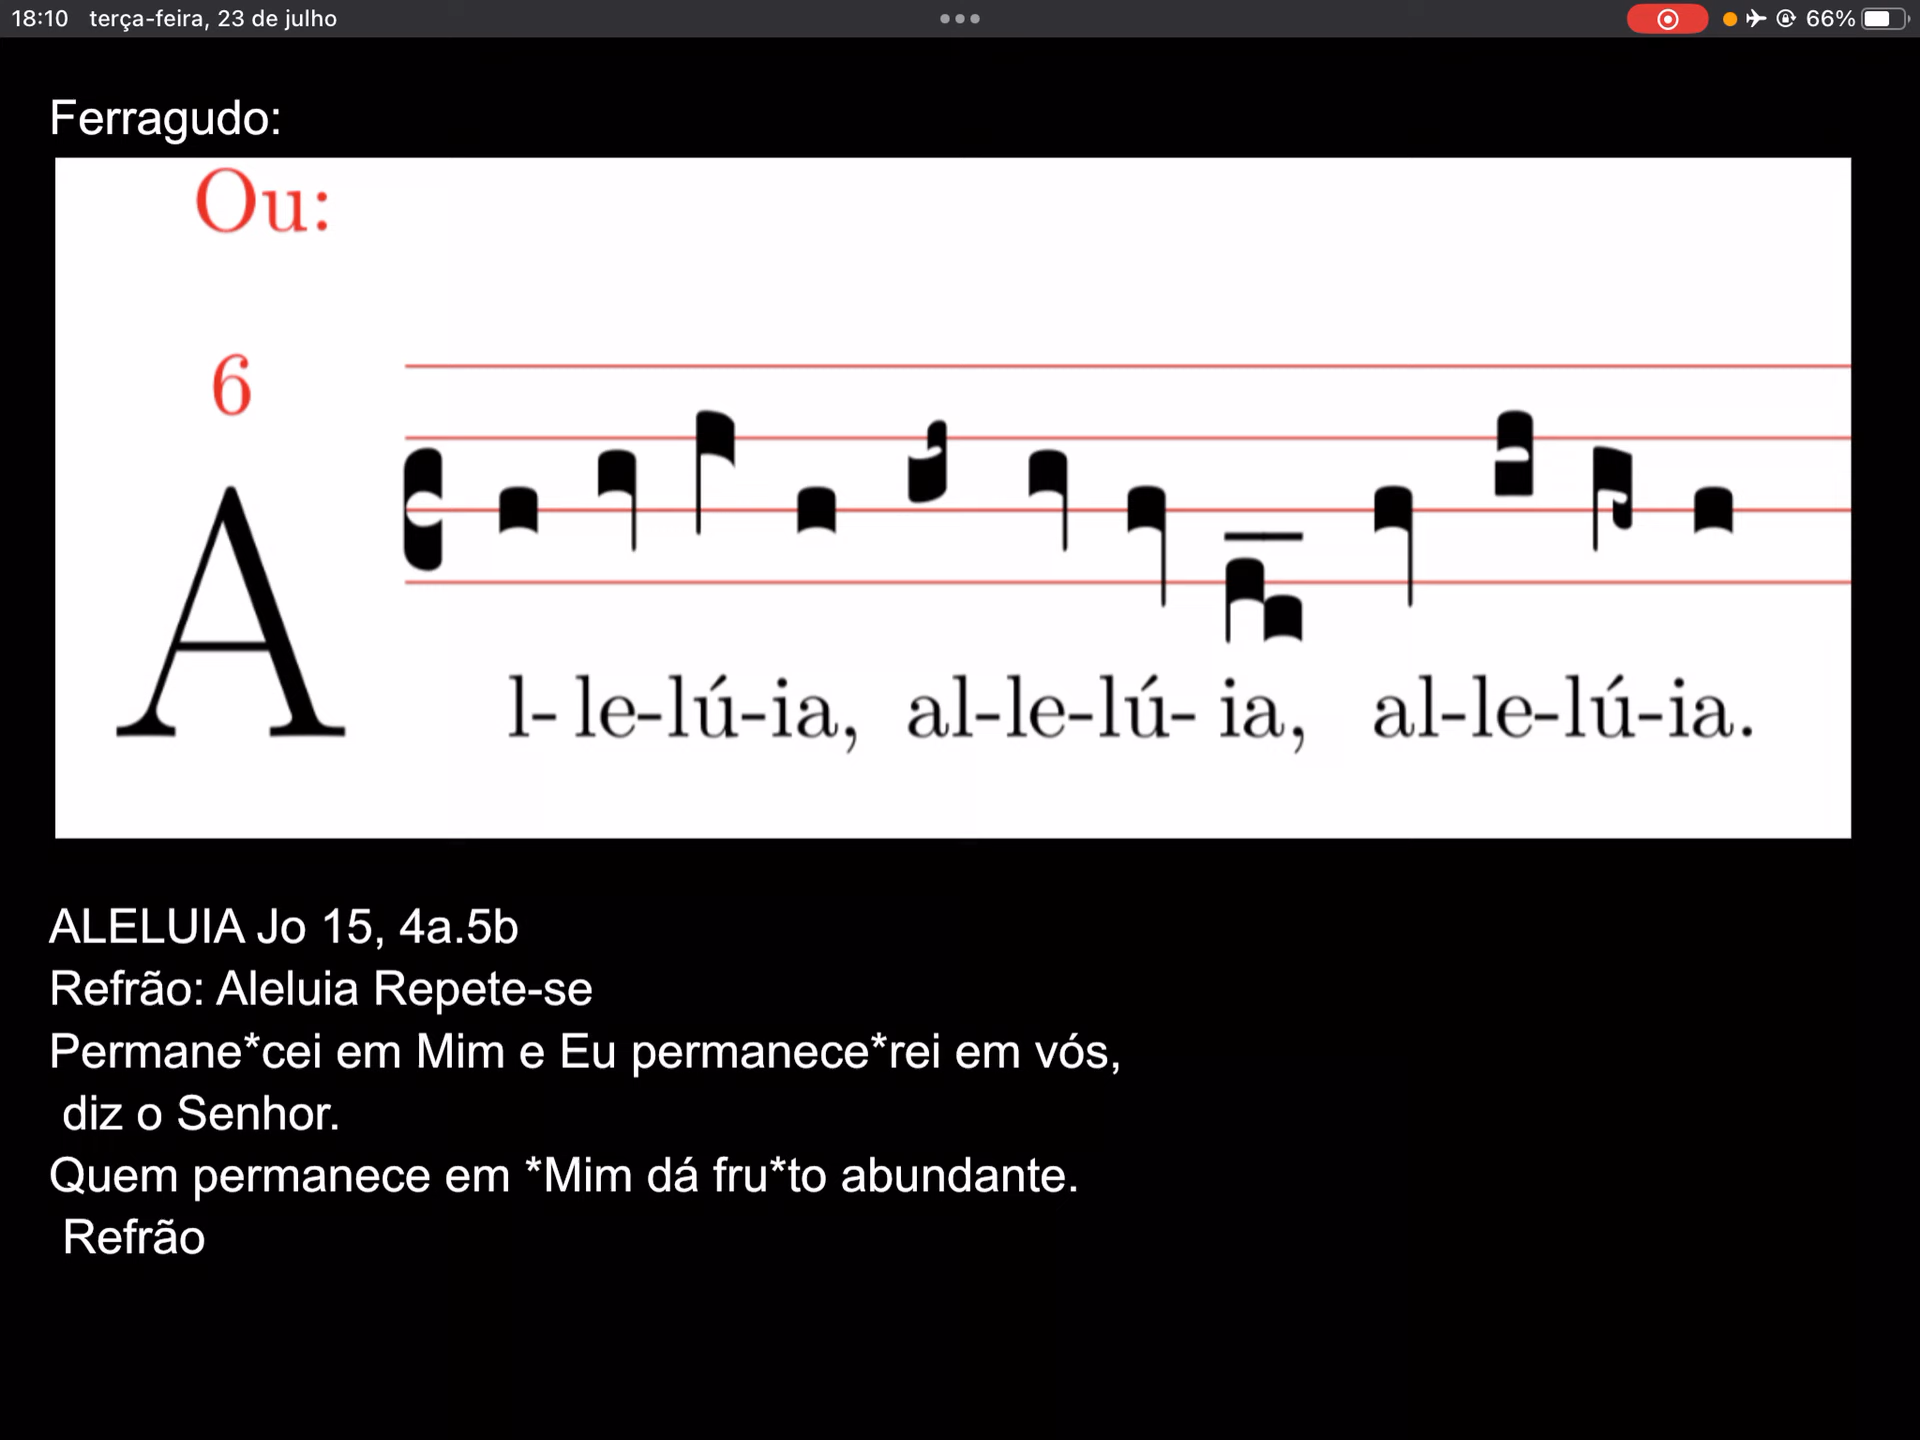 18:10 terça-feira, 23 de julho 66%
Ferragudo:
Ou:
6
Al- le-lú-ia, al-le-lú- ia, al-le-lú-ia.
ALELUIA Jo 15, 4a.5b
Refrão: Aleluia Repete-se
Permane*cei em Mim e Eu permanece*rei em vós,
diz o Senhor.
Quem permanece em *Mim dá fru*to abundante.
Refrão